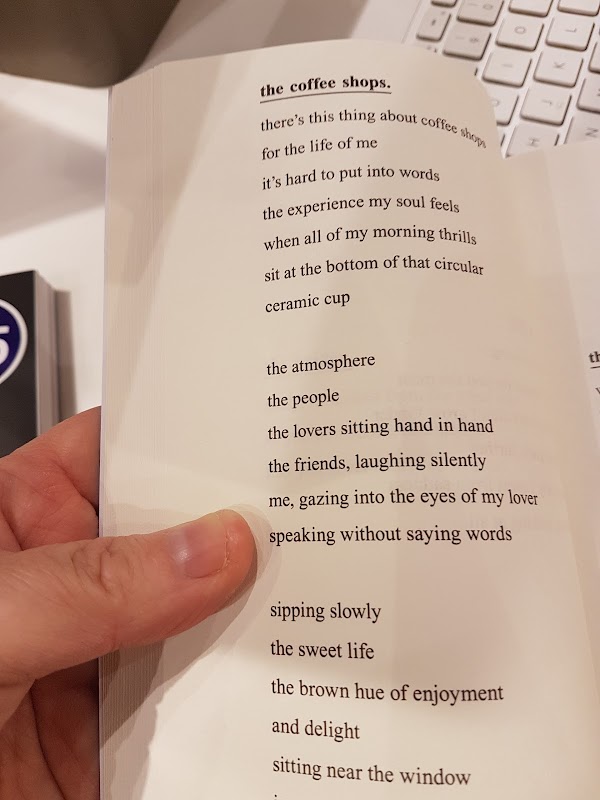 the coffee shops.
there's this thing about coffee shops
for the life of me
it's hard to put into words
the experience my soul feels
when all of my morning thrills
sit at the bottom of that circular
ceramic cup
the atmosphere
the people
the lovers sitting hand in hand
the friends, laughing silently
me, gazing into the eyes of my lover
speaking without saying words
sipping slowly
the sweet life
the brown hue of enjoyment
and delight
sitting near the window
5